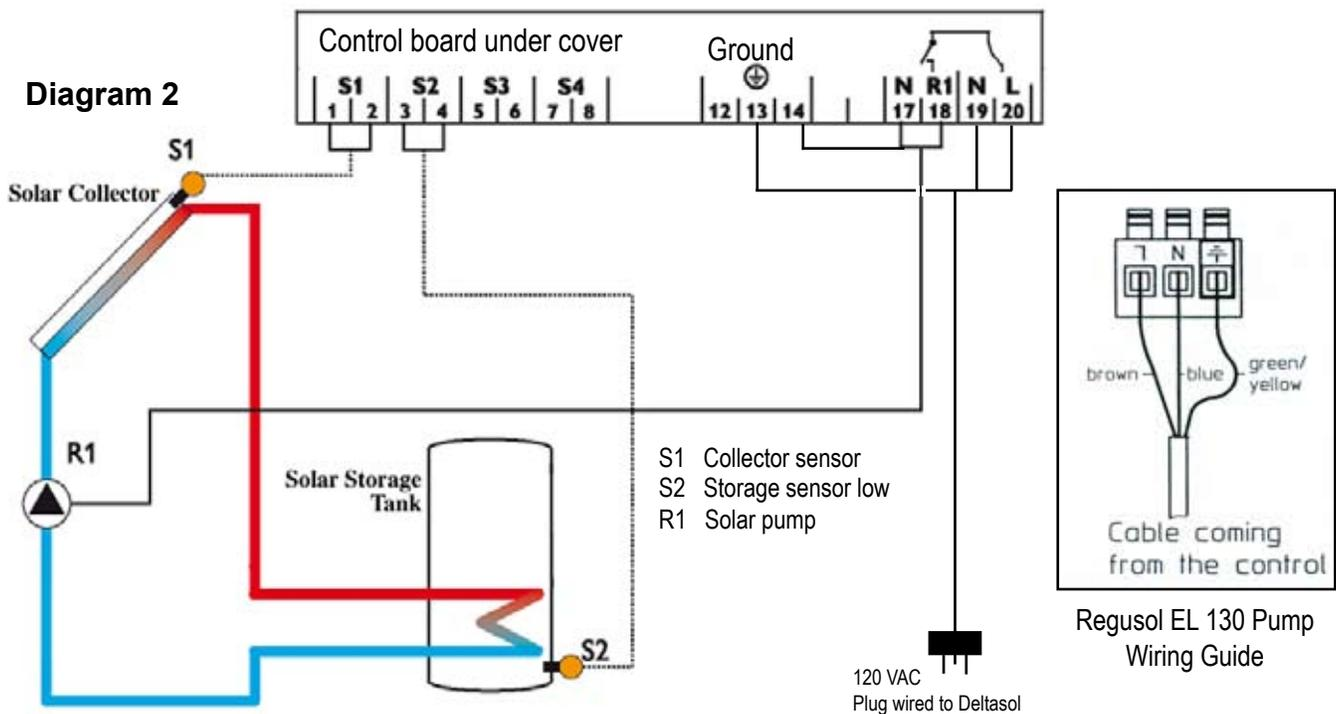 Diagram 2
Control board under cover
Ground
S1 S2 S3 S4
N R1 N L
1 2 3 4 5 6 7 8 12 13 14 17 18 19 20
S1
Solar Collector
R1
Solar Storage
Tank
S2
S1 Collector sensor
S2 Storage sensor low
R1 Solar pump
120 VAC
Plug wired to Deltasol
L N
brown blue green/
yellow
Cable coming
from the control
Regusol EL 130 Pump
Wiring Guide